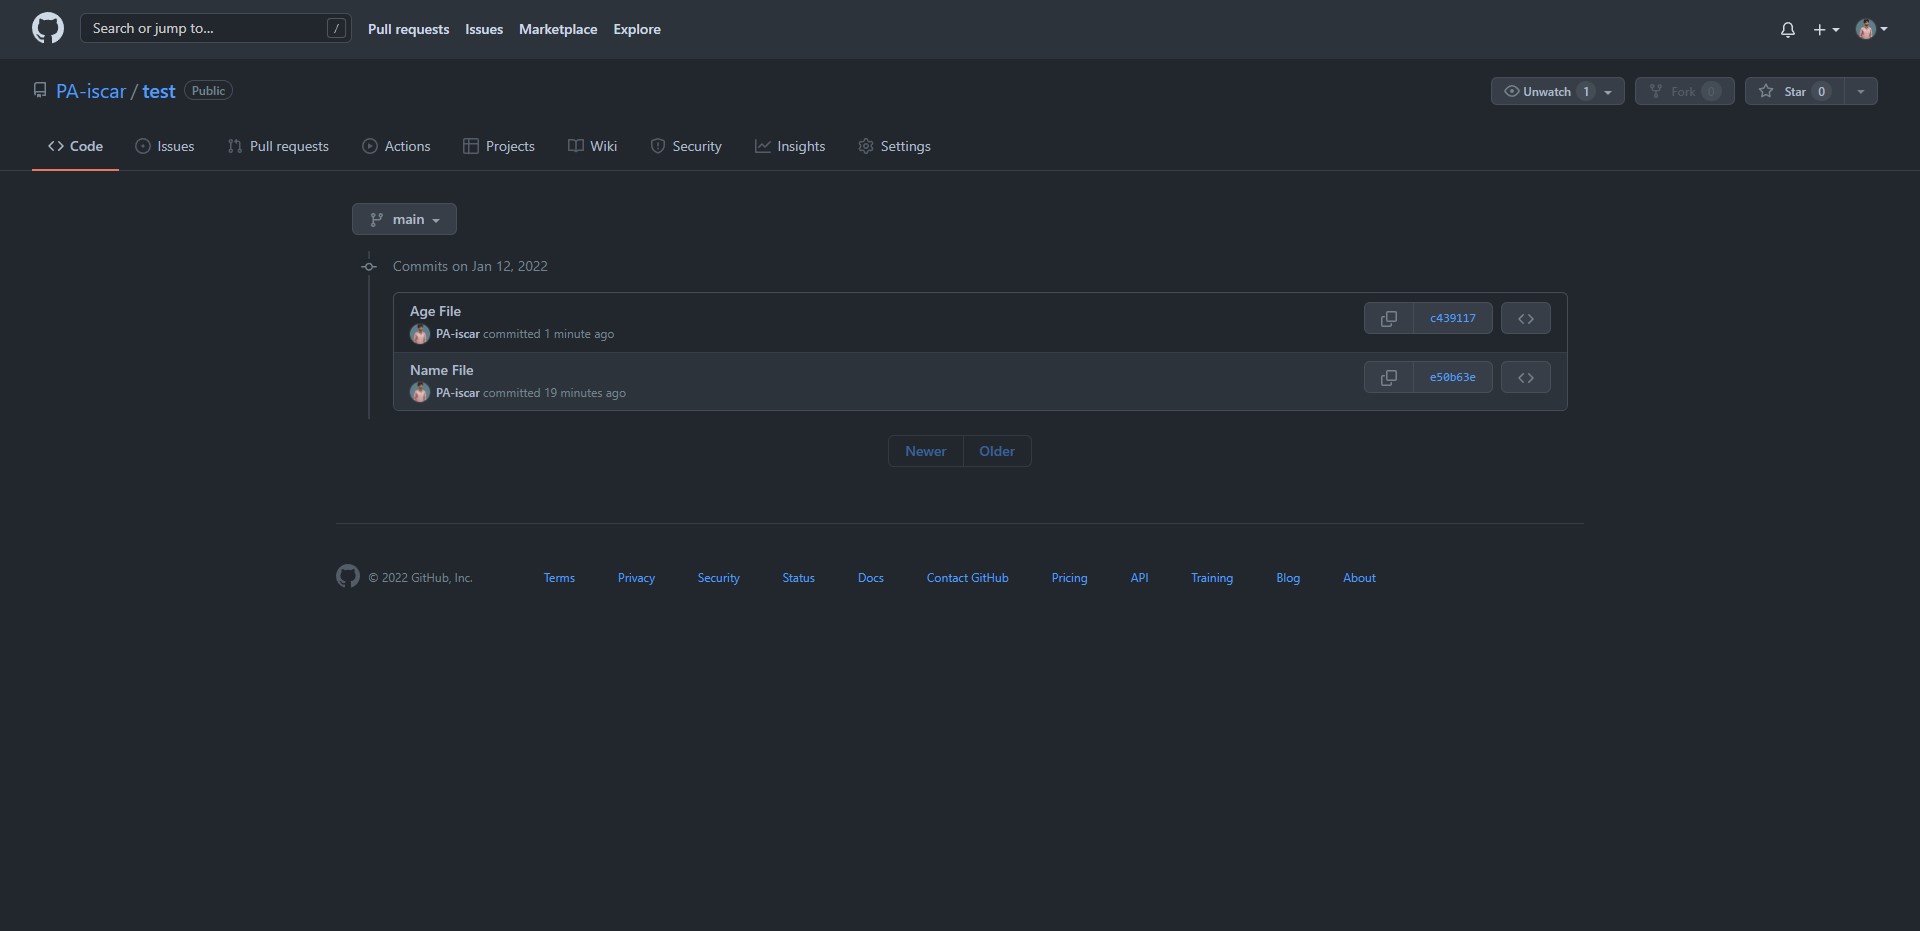 Search or jump to... /
Pull requests Issues Marketplace Explore
PA-iscar / test Public
Unwatch 1 Fork 0 Star 0
Code Issues Pull requests Actions Projects Wiki Security Insights Settings
main
Commits on Jan 12, 2022
Age File
PA-iscar committed 1 minute ago
c439117
Name File
PA-iscar committed 19 minutes ago
e50b63e
Newer Older
© 2022 GitHub, Inc. Terms Privacy Security Status Docs Contact GitHub Pricing API Training Blog About